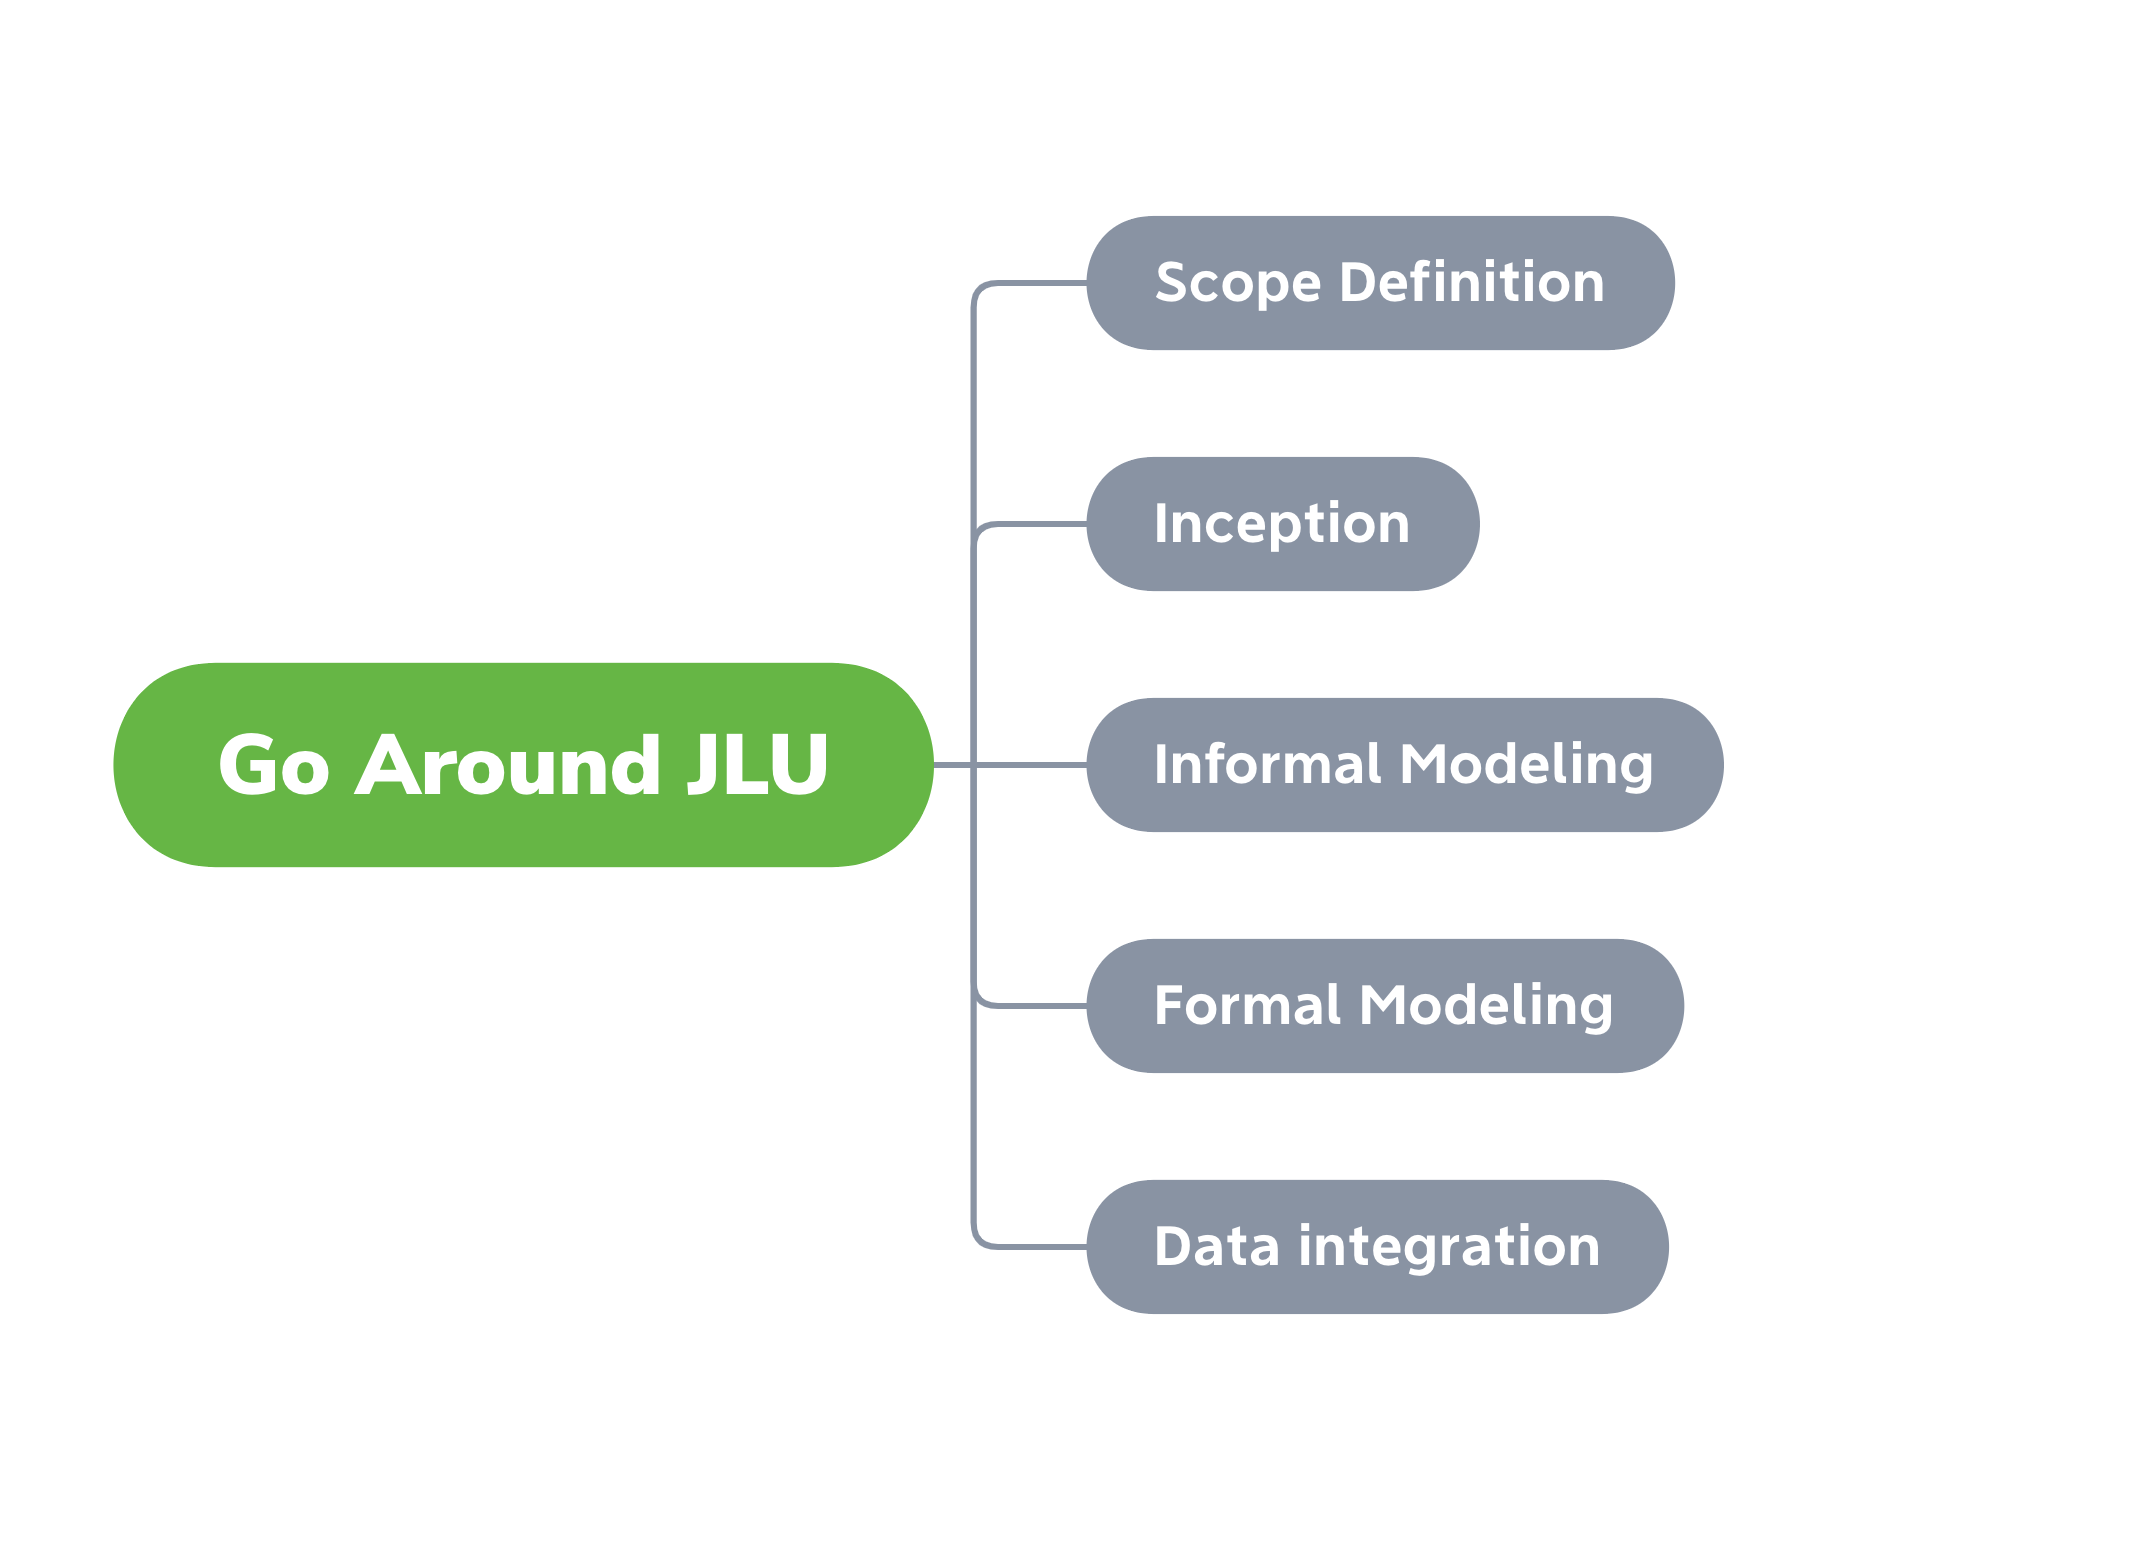 Scope Definition
Inception
Go Around JLU
Informal Modeling
Formal Modeling
Data integration